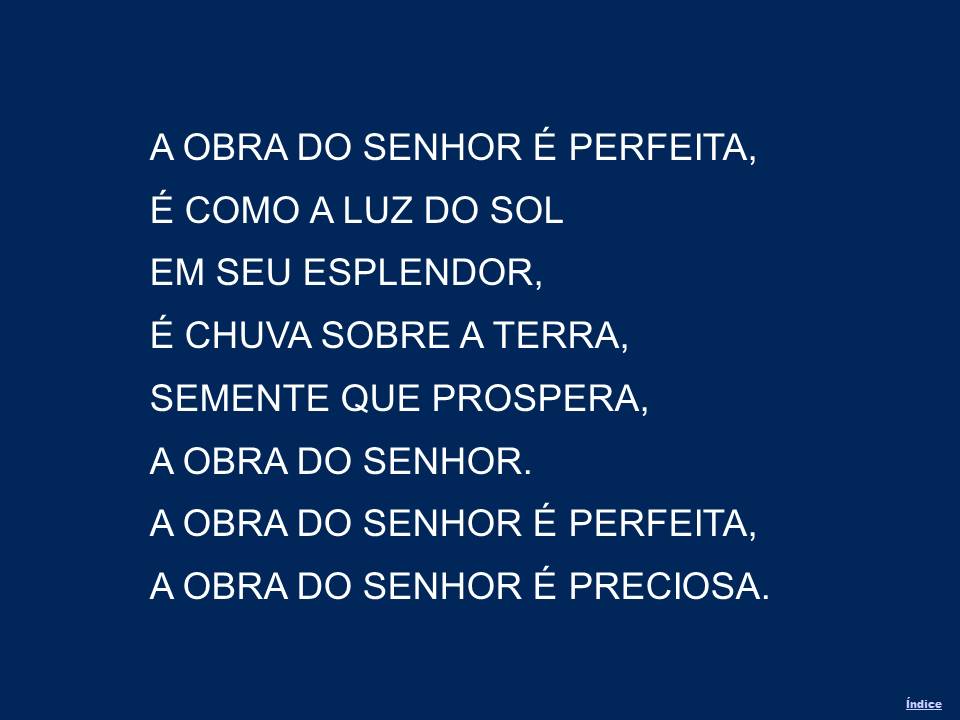 A OBRA DO SENHOR É PERFEITA,
É COMO A LUZ DO SOL
EM SEU ESPLENDOR,
É CHUVA SOBRE A TERRA,
SEMENTE QUE PROSPERA,
A OBRA DO SENHOR.
A OBRA DO SENHOR É PERFEITA,
A OBRA DO SENHOR É PRECIOSA.
Índice